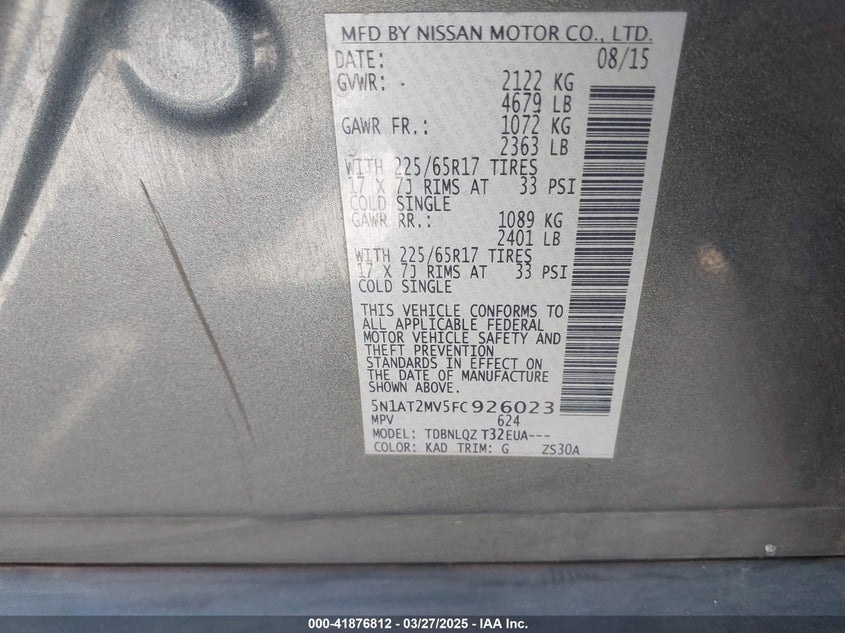 MFD BY NISSAN MOTOR CO., LTD.
DATE: 08/15
GVWR: 2122 KG
4679 LB
GAWR FR.: 1072 KG
2363 LB
WITH 225/65R17 TIRES
17 X 7J RIMS AT 33 PSI
COLD SINGLE
GAWR RR.: 1089 KG
2401 LB
WITH 225/65R17 TIRES
17 X 7J RIMS AT 33 PSI
COLD SINGLE
THIS VEHICLE CONFORMS TO
ALL APPLICABLE FEDERAL
MOTOR VEHICLE SAFETY AND
THEFT PREVENTION
STANDARDS IN EFFECT ON
THE DATE OF MANUFACTURE
SHOWN ABOVE.
5N1AT2MV5FC926023
MPV 624
MODEL: TDBNLQZ T32EUA---
COLOR: KAD TRIM: G ZS30A
000-41876812 - 03/27/2025 - IAA Inc.